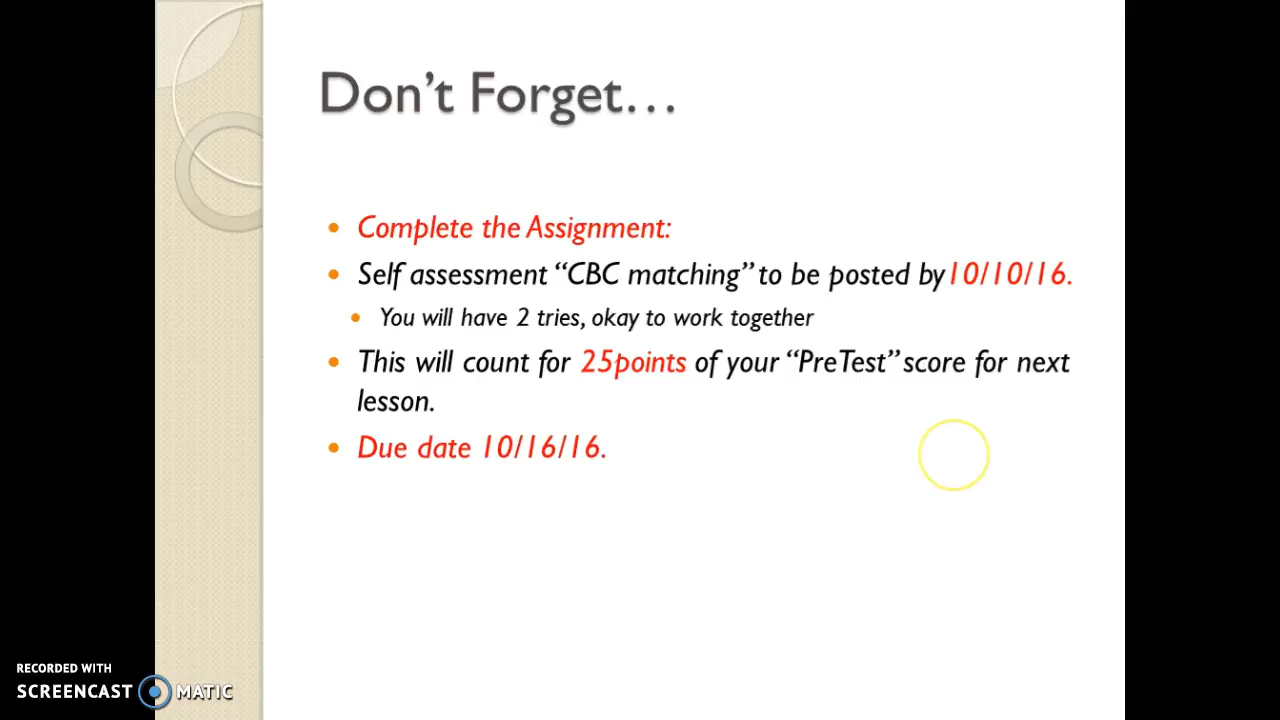 Don't Forget…
Complete the Assignment:
Self assessment “CBC matching” to be posted by10/10/16.
You will have 2 tries, okay to work together
This will count for 25points of your “PreTest” score for next
lesson.
Due date 10/16/16.
RECORDED WITH
SCREENCAST MATIC